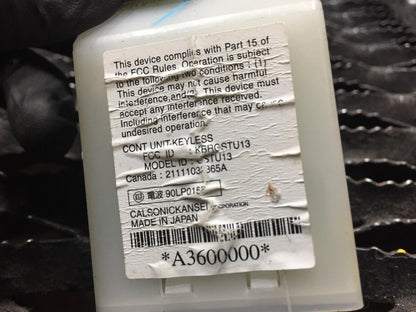 This device complies with Part 15 of
the FCC Rules. Operation is subject
to the following two conditions : (1)
This device may not cause harmful
interference, and(2) This device must
accept any interference received.
Including interference that may cause
undesired operation.
CONT UNIT-KEYLESS
FCC ID :
MODEL ID : GSTU13
Canada :
電波
CALSONICKANSEI CORPORATION
MADE IN JAPAN
*A3600000*